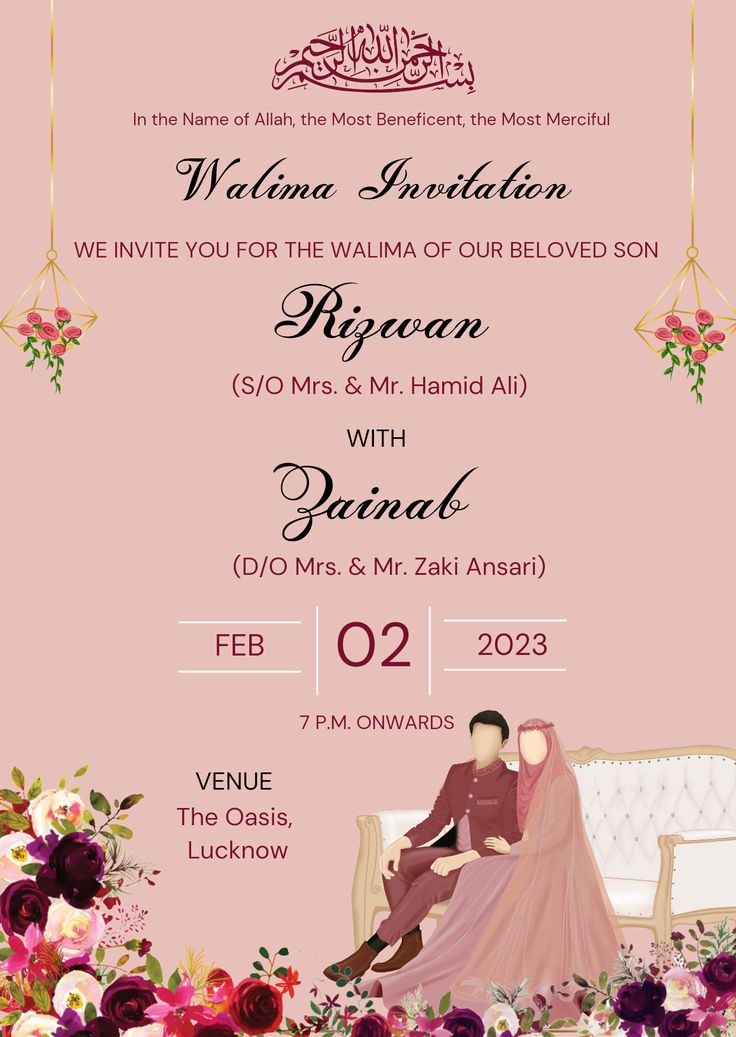 بسم الله الرحمن الرحيم
In the Name of Allah, the Most Beneficent, the Most Merciful
Walima Invitation
WE INVITE YOU FOR THE WALIMA OF OUR BELOVED SON
Rizwan
(S/O Mrs. & Mr. Hamid Ali)
WITH
Zainab
(D/O Mrs. & Mr. Zaki Ansari)
FEB 02 2023
7 P.M. ONWARDS
VENUE
The Oasis,
Lucknow